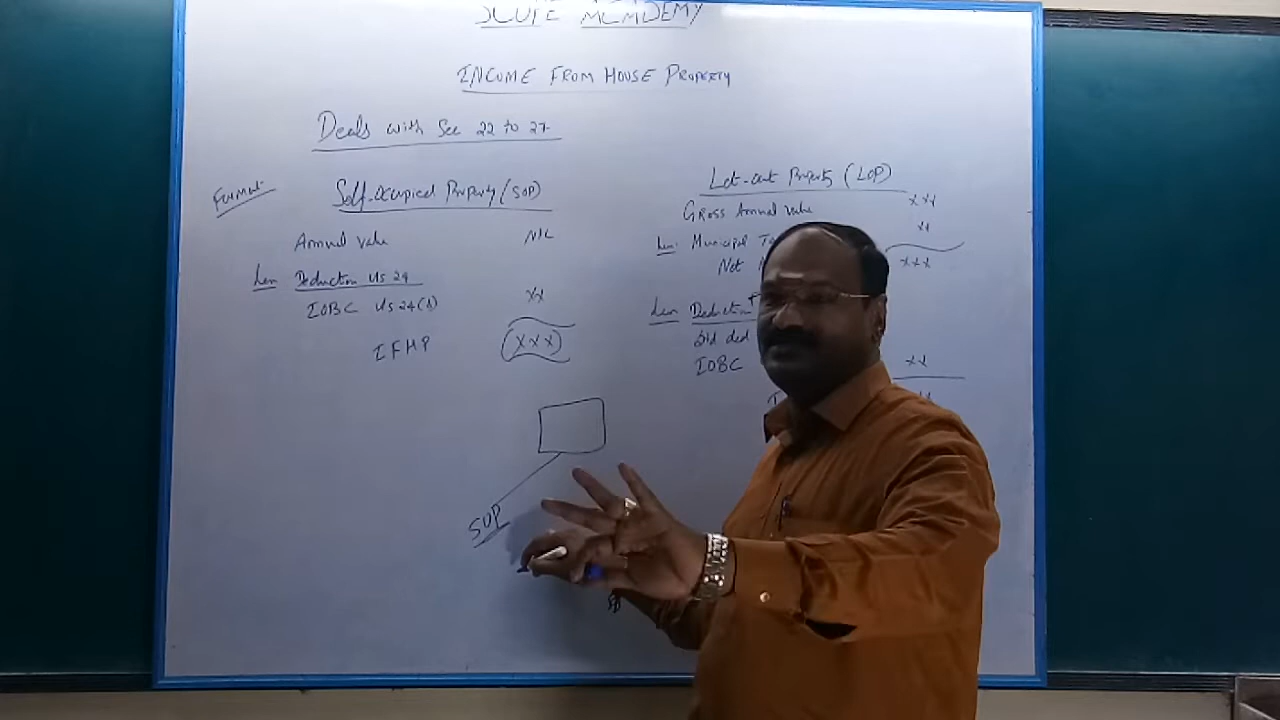 INCOME FROM HOUSE PROPERTY
Deals with Sec 22 to 27
Format
Self-Occupied Property (SOP)
Annual Value NIL
Less: Deduction U/s 24
IOBC U/s 24(b) XX
IFHP (XXX)
SOP
Let-out Property (LOP)
GROSS Annual Value XXX
Less: Municipal XX
Net XXX
Less: Deduction
Std ded
IOBC XX